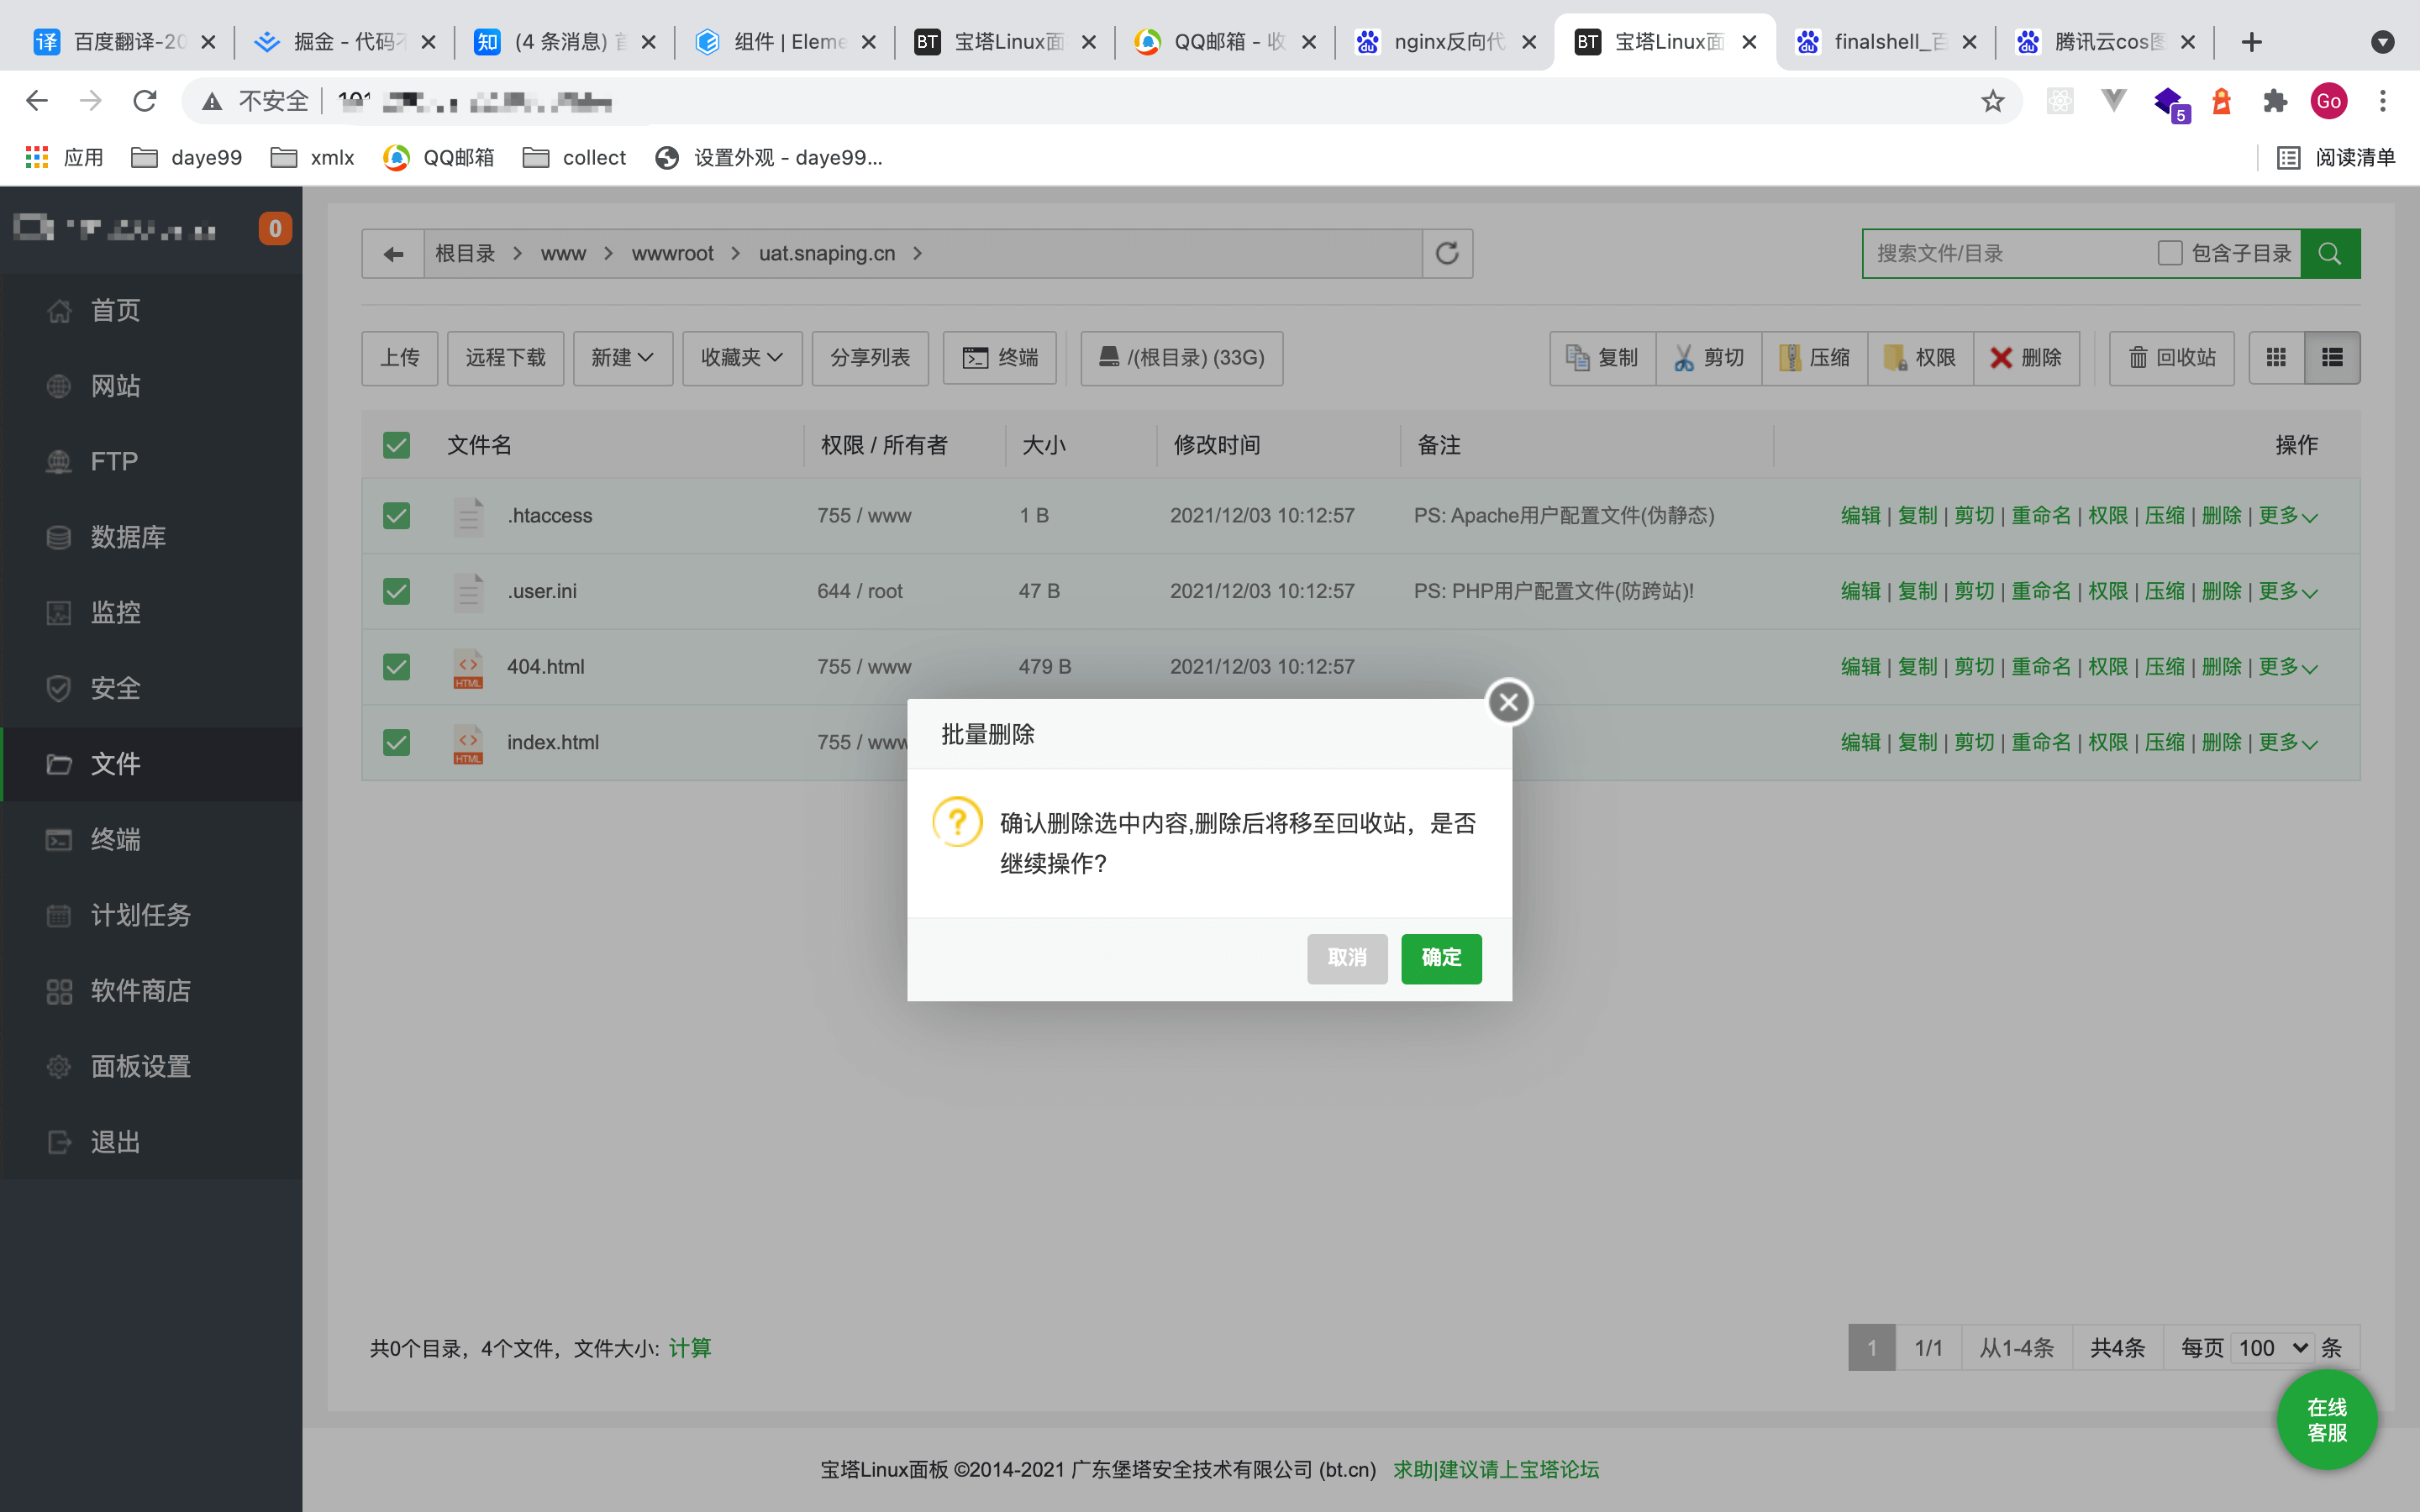 译 百度翻译-20 掘金 - 代码不 知 (4 条消息) 首 组件 | Eleme BT 宝塔Linux面 QQ邮箱 - 收 du nginx反向代 BT 宝塔Linux面 du finalshell_百 du 腾讯云cos图
不安全 Go 5
应用 daye99 xmlx QQ邮箱 collect 设置外观 - daye99... 阅读清单
0
首页
网站
FTP
数据库
监控
安全
文件
终端
计划任务
软件商店
面板设置
退出
根目录 > www > wwwroot > uat.snaping.cn > 搜索文件/目录 包含子目录
上传 远程下载 新建 收藏夹 分享列表 终端 /(根目录) (33G) 复制 剪切 压缩 权限 删除 回收站
文件名 权限 / 所有者 大小 修改时间 备注 操作
.htaccess 755 / www 1 B 2021/12/03 10:12:57 PS: Apache用户配置文件(伪静态) 编辑 | 复制 | 剪切 | 重命名 | 权限 | 压缩 | 删除 | 更多
.user.ini 644 / root 47 B 2021/12/03 10:12:57 PS: PHP用户配置文件(防跨站)! 编辑 | 复制 | 剪切 | 重命名 | 权限 | 压缩 | 删除 | 更多
HTML 404.html 755 / www 479 B 2021/12/03 10:12:57 编辑 | 复制 | 剪切 | 重命名 | 权限 | 压缩 | 删除 | 更多
HTML index.html 755 / www 编辑 | 复制 | 剪切 | 重命名 | 权限 | 压缩 | 删除 | 更多
批量删除
确认删除选中内容,删除后将移至回收站，是否
继续操作?
取消 确定
共0个目录，4个文件，文件大小: 计算 1 1/1 从1-4条 共4条 每页 100 条
在线
客服
宝塔Linux面板 ©2014-2021 广东堡塔安全技术有限公司 (bt.cn) 求助|建议请上宝塔论坛